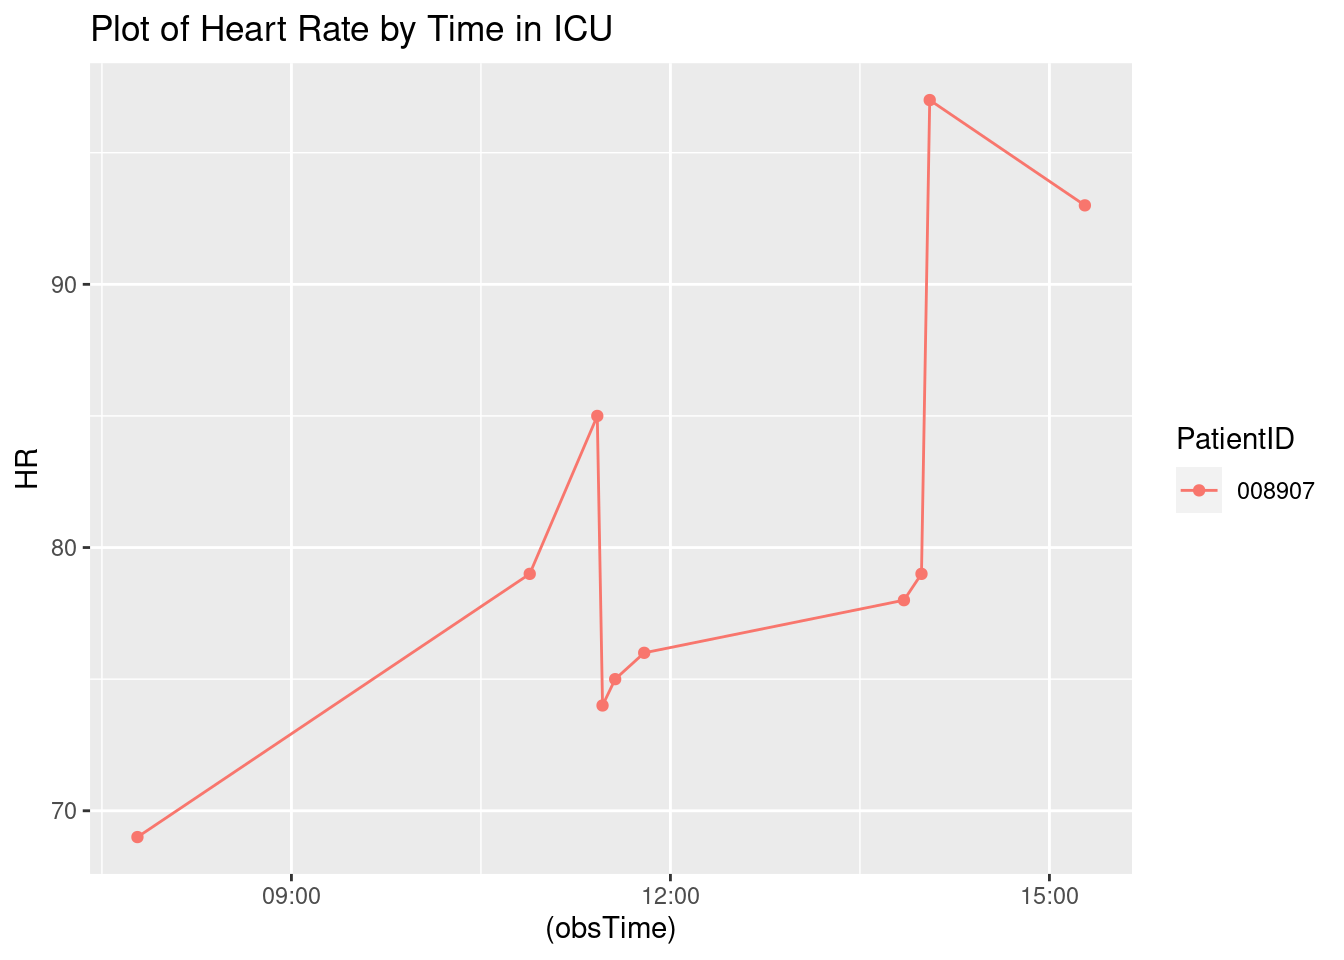 Plot of Heart Rate by Time in ICU
HR
90
80
70
09:00 12:00 15:00
(obsTime)
PatientID
008907